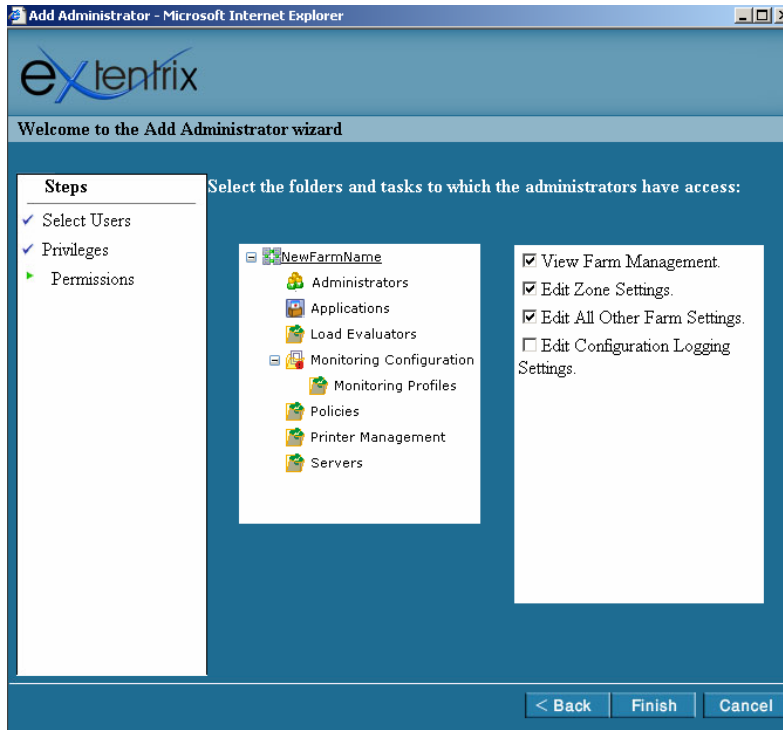 Add Administrator - Microsoft Internet Explorer
extentrix
Welcome to the Add Administrator wizard
Steps
Select Users
Privileges
Permissions
Select the folders and tasks to which the administrators have access:
NewFarmName
Administrators
Applications
Load Evaluators
Monitoring Configuration
Monitoring Profiles
Policies
Printer Management
Servers
View Farm Management.
Edit Zone Settings.
Edit All Other Farm Settings.
Edit Configuration Logging
Settings.
< Back
Finish
Cancel